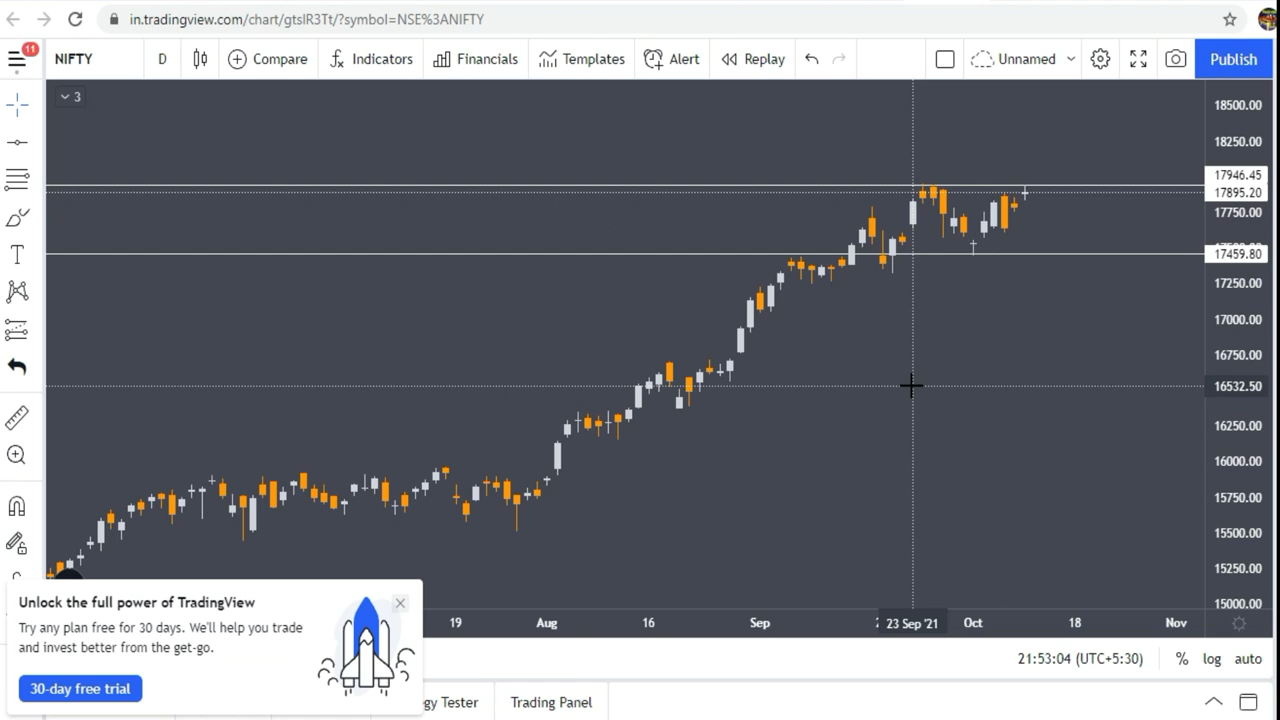 in.tradingview.com/chart/gtslR3Tt/?symbol=NSE%3ANIFTY
11
NIFTY
D
Compare
Indicators
Financials
Templates
Alert
Replay
Unnamed
Publish
3
18500.00
18250.00
17946.45
17895.20
17750.00
17459.80
17250.00
17000.00
16750.00
16532.50
16250.00
16000.00
15750.00
15500.00
15250.00
15000.00
19
Aug
16
Sep
23 Sep '21
Oct
18
Nov
Unlock the full power of TradingView
Try any plan free for 30 days. We'll help you trade
and invest better from the get-go.
30-day free trial
21:53:04 (UTC+5:30)
%
log
auto
gy Tester
Trading Panel